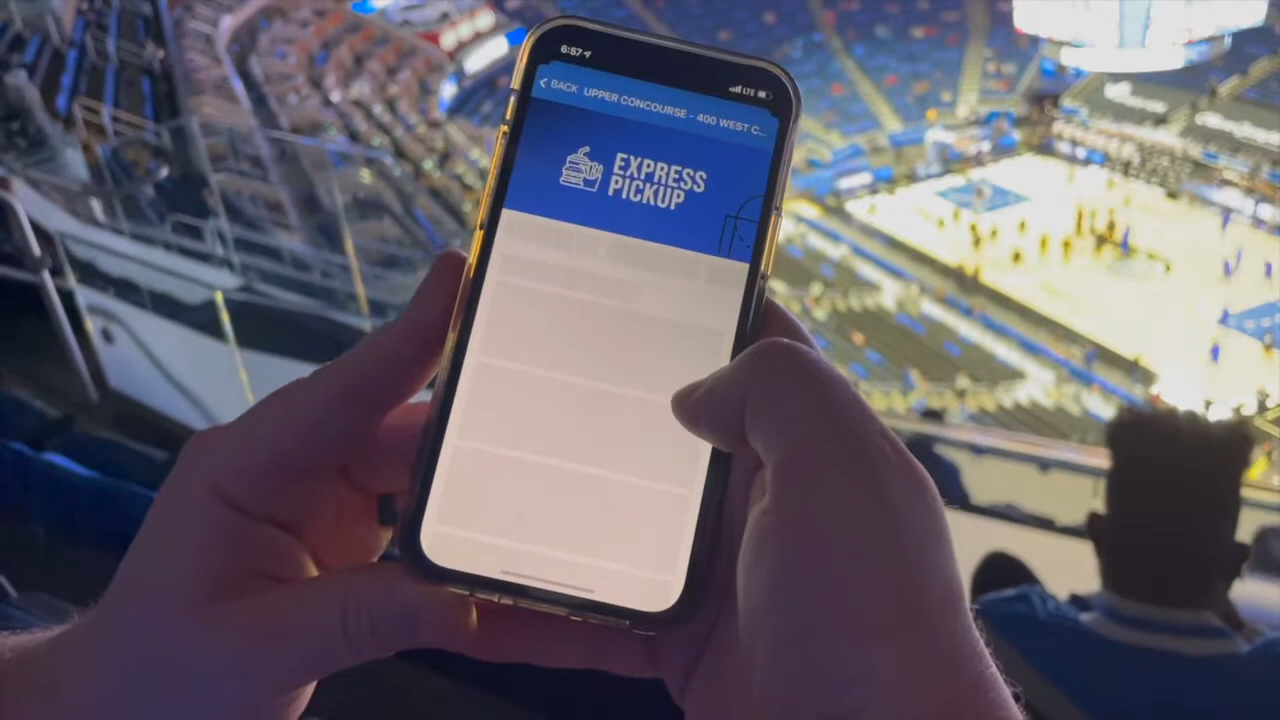 6:57
LTE
BACK UPPER CONCOURSE - 400 WEST C...
EXPRESS
PICKUP